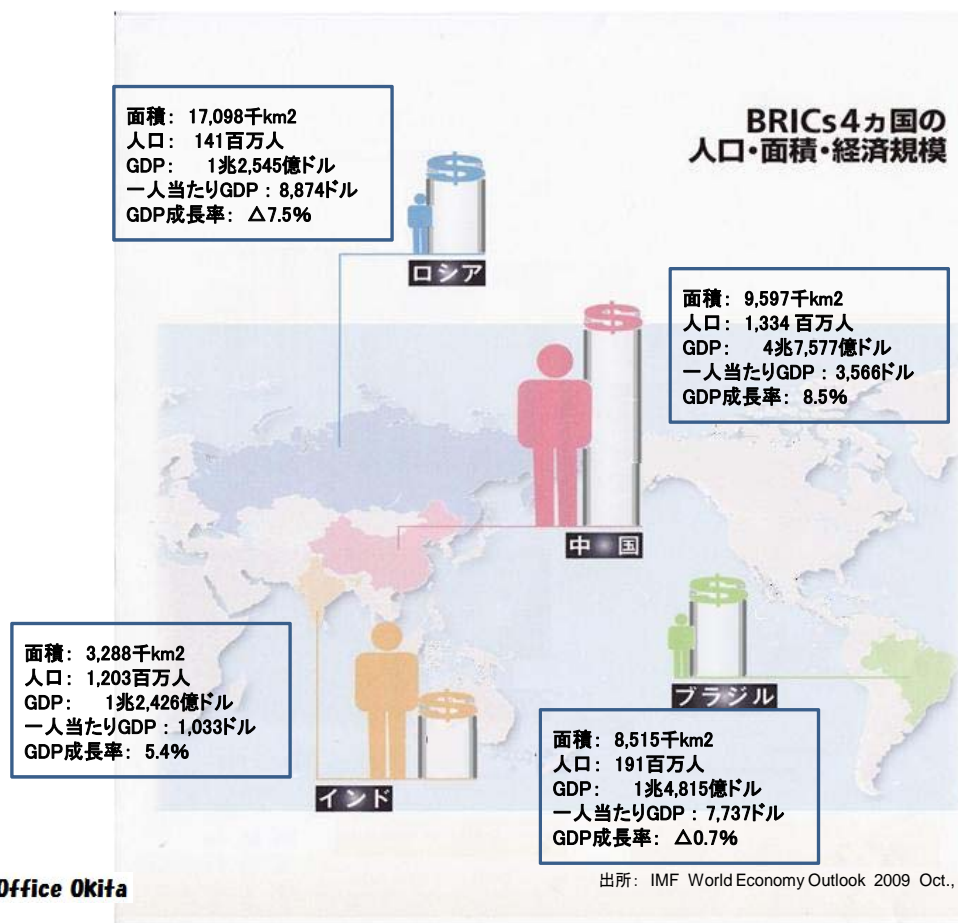 BRICs4ヵ国の
人口・面積・経済規模
面積： 17,098千km2
人口： 141百万人
GDP： 1兆2,545億ドル
一人当たりGDP：8,874ドル
GDP成長率： △7.5%
ロシア
面積： 9,597千km2
人口：1,334 百万人
GDP： 4兆7,577億ドル
一人当たりGDP：3,566ドル
GDP成長率： 8.5%
中国
面積： 3,288千km2
人口：1,203百万人
GDP： 1兆2,426億ドル
一人当たりGDP：1,033ドル
GDP成長率： 5.4%
インド
ブラジル
面積： 8,515千km2
人口： 191百万人
GDP： 1兆4,815億ドル
一人当たりGDP：7,737ドル
GDP成長率： △0.7%
出所： IMF World Economy Outlook 2009 Oct.,
Office Okita